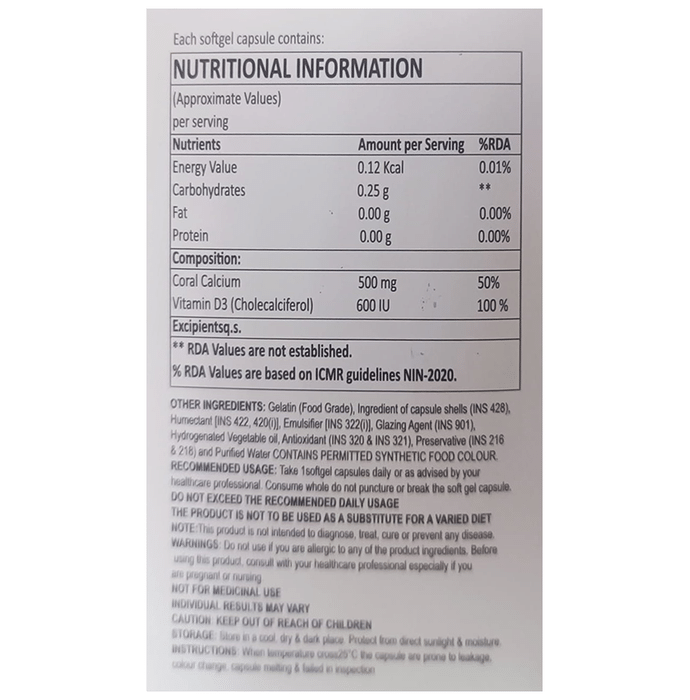 Each softgel capsule contains:
NUTRITIONAL INFORMATION
(Approximate Values)
per serving
Nutrients Amount per Serving %RDA
Energy Value 0.12 Kcal 0.01%
Carbohydrates 0.25 g **
Fat 0.00 g 0.00%
Protein 0.00 g 0.00%
Composition:
Coral Calcium 500 mg 50%
Vitamin D3 (Cholecalciferol) 600 IU 100 %
Excipientsq.s.
** RDA Values are not established.
% RDA Values are based on ICMR guidelines NIN-2020.
OTHER INGREDIENTS: Gelatin (Food Grade), Ingredient of capsule shells (INS 428),
Humectant [INS 422, 420(i)], Emulsifier [INS 322(i)], Glazing Agent (INS 901),
Hydrogenated Vegetable oil, Antioxidant (INS 320 & INS 321), Preservative (INS 216
& 218) and Purified Water CONTAINS PERMITTED SYNTHETIC FOOD COLOUR.
RECOMMENDED USAGE: Take 1softgel capsules daily or as advised by your
healthcare professional. Consume whole do not puncture or break the soft gel capsule.
DO NOT EXCEED THE RECOMMENDED DAILY USAGE
THE PRODUCT IS NOT TO BE USED AS A SUBSTITUTE FOR A VARIED DIET
NOTE:This product is not intended to diagnose, treat, cure or prevent any disease.
WARNINGS: Do not use if you are allergic to any of the product ingredients. Before
using this product, consult with your healthcare professional especially if you
are pregnant or nursing
NOT FOR MEDICINAL USE
INDIVIDUAL RESULTS MAY VARY
CAUTION: KEEP OUT OF REACH OF CHILDREN
STORAGE: Store in a cool, dry & dark place. Protect from direct sunlight & moisture.
INSTRUCTIONS: When temperature cross25°C the capsule are prone to leakage,
colour change, capsule melting & failed in inspection